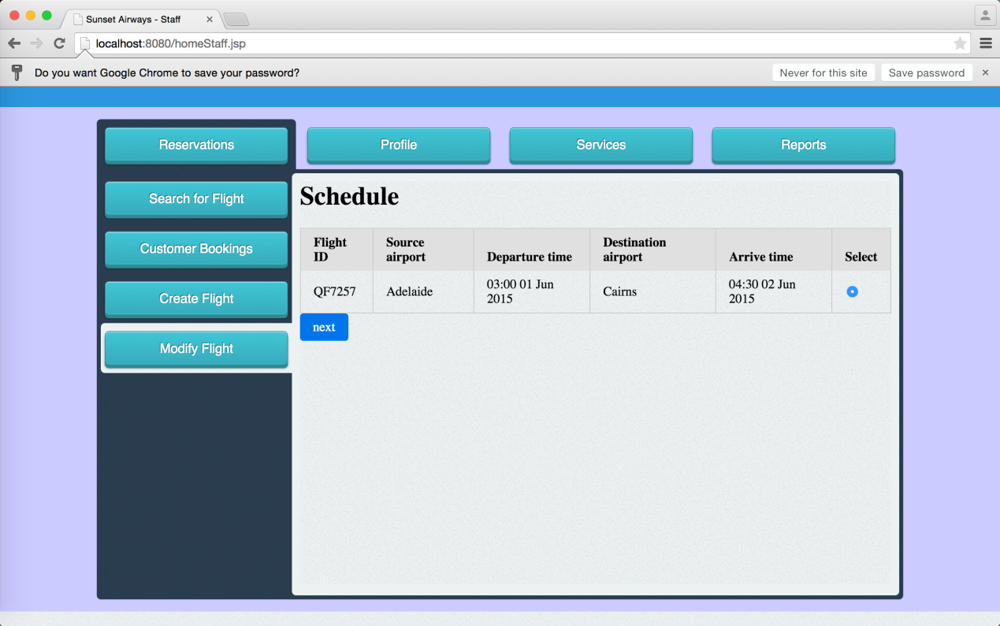 Sunset Airways - Staff
localhost:8080/homeStaff.jsp
Do you want Google Chrome to save your password?
Never for this site
Save password
Reservations
Profile
Services
Reports
Search for Flight
Customer Bookings
Create Flight
Modify Flight
Schedule
Flight
ID
Source
airport
Departure time
Destination
airport
Arrive time
Select
QF7257
Adelaide
03:00 01 Jun
2015
Cairns
04:30 02 Jun
2015
next